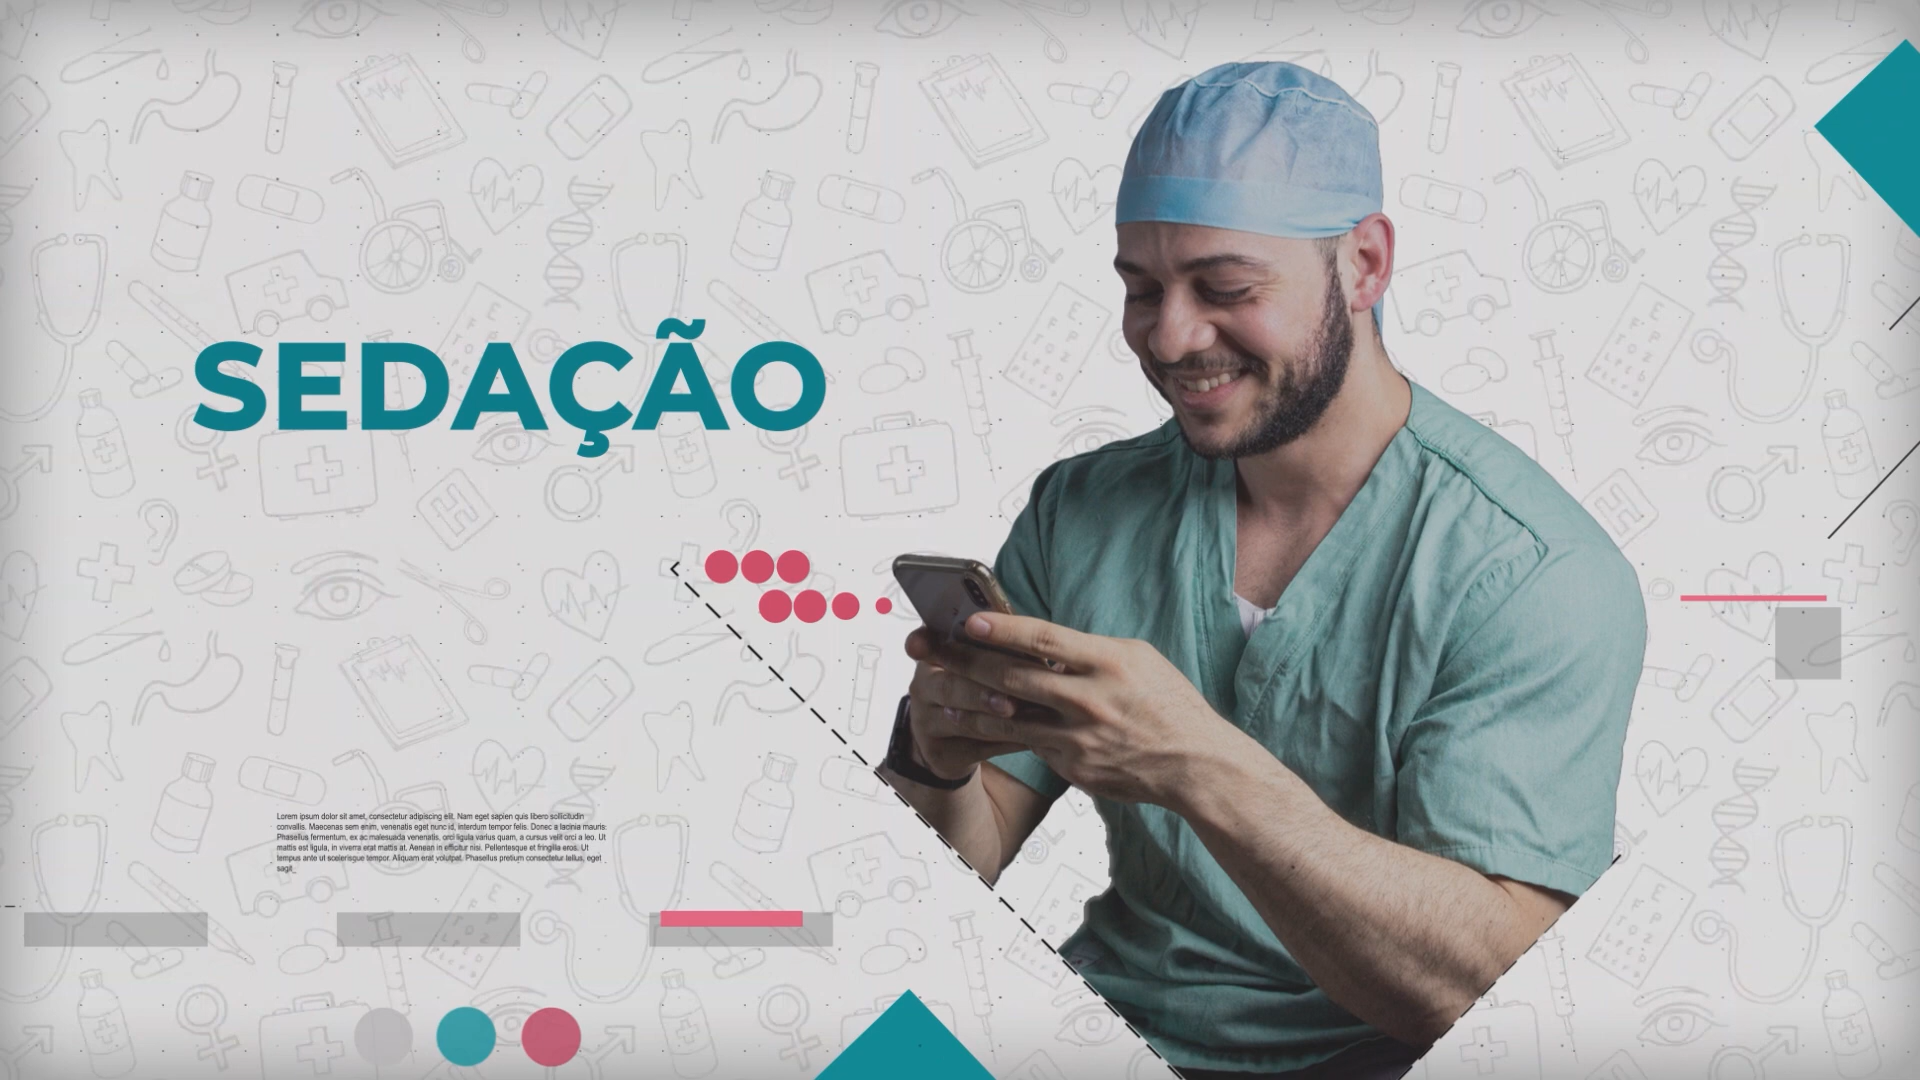 SEDAÇÃO
Lorem ipsum dolor sit amet, consectetur adipiscing elit. Nam eget sapien quis libero sollicitudin
convallis. Maecenas sem enim, venenatis eget nunc id, interdum tempor felis. Donec a lacinia mauris.
Phasellus fermentum, ex ac malesuada venenatis, orci ligula varius quam, a cursus velit orci a leo. Ut
mattis est ligula, in viverra erat mattis at. Aenean in efficitur nisi. Pellentesque et fringilla eros. Ut
tempus ante ut scelerisque tempor. Aliquam erat volutpat. Phasellus pretium consectetur tellus, eget
sagit_